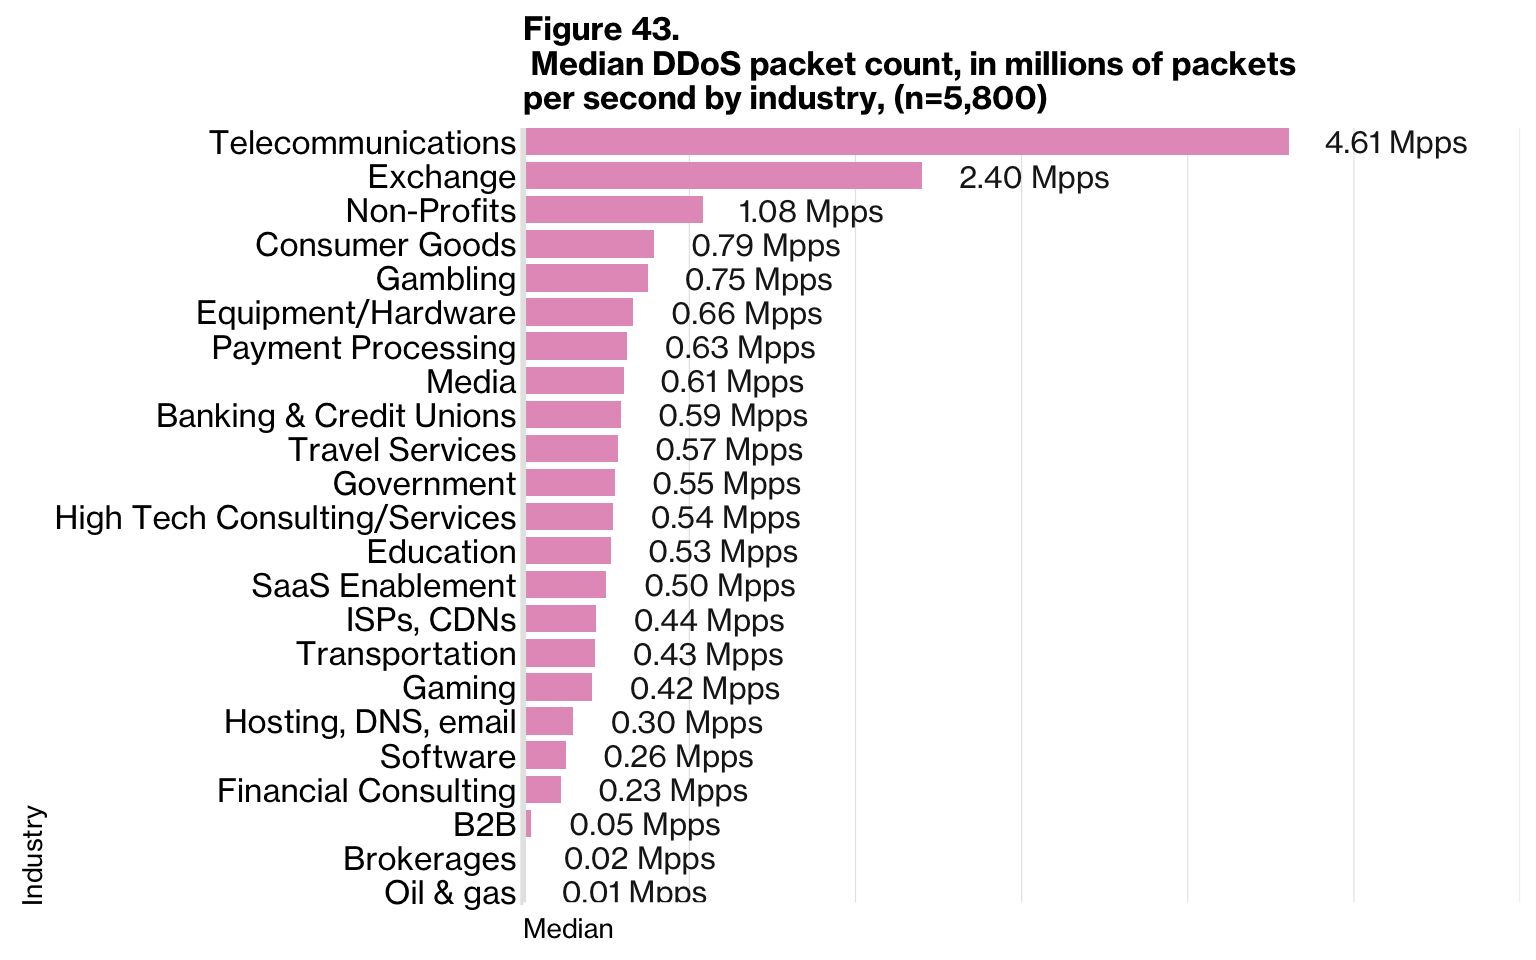 Figure 43.
Median DDoS packet count, in millions of packets
per second by industry, (n=5,800)
Telecommunications 4.61 Mpps
Exchange 2.40 Mpps
Non-Profits 1.08 Mpps
Consumer Goods 0.79 Mpps
Gambling 0.75 Mpps
Equipment/Hardware 0.66 Mpps
Payment Processing 0.63 Mpps
Media 0.61 Mpps
Banking & Credit Unions 0.59 Mpps
Travel Services 0.57 Mpps
Government 0.55 Mpps
High Tech Consulting/Services 0.54 Mpps
Education 0.53 Mpps
SaaS Enablement 0.50 Mpps
ISPs, CDNs 0.44 Mpps
Transportation 0.43 Mpps
Gaming 0.42 Mpps
Hosting, DNS, email 0.30 Mpps
Software 0.26 Mpps
Financial Consulting 0.23 Mpps
B2B 0.05 Mpps
Brokerages 0.02 Mpps
Oil & gas 0.01 Mpps
Industry
Median